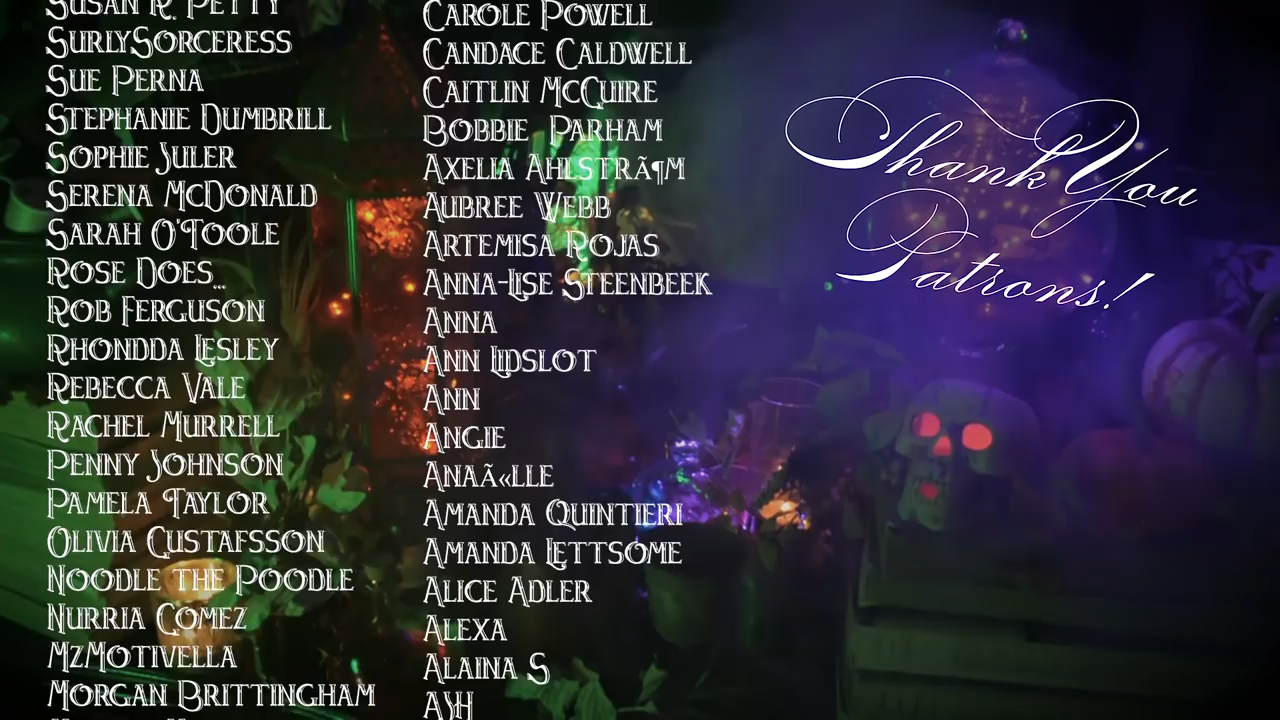 Susan R. Petty
SurlySorceress
Sue Perna
Stephanie Dumbrill
Sophie Juler
Serena McDonald
Sarah O'Toole
Rose Does...
Rob Ferguson
Rhondda Lesley
Rebecca Vale
Rachel Murrell
Penny Johnson
Pamela Taylor
Olivia Gustafsson
Noodle the Poodle
Nurria Gomez
MzMotivella
Morgan Brittingham
Carole Powell
Candace Caldwell
Caitlin McGuire
Bobbie Parham
Axelia AhlstrÃ¶m
Aubree Webb
Artemisa Rojas
Anna-Lise Steenbeek
Anna
Ann Lidslot
Ann
Angie
AnaÃ«lle
Amanda Quintieri
Amanda Lettsome
Alice Adler
Alexa
Alaina S
Ash
Thank You
Patrons!